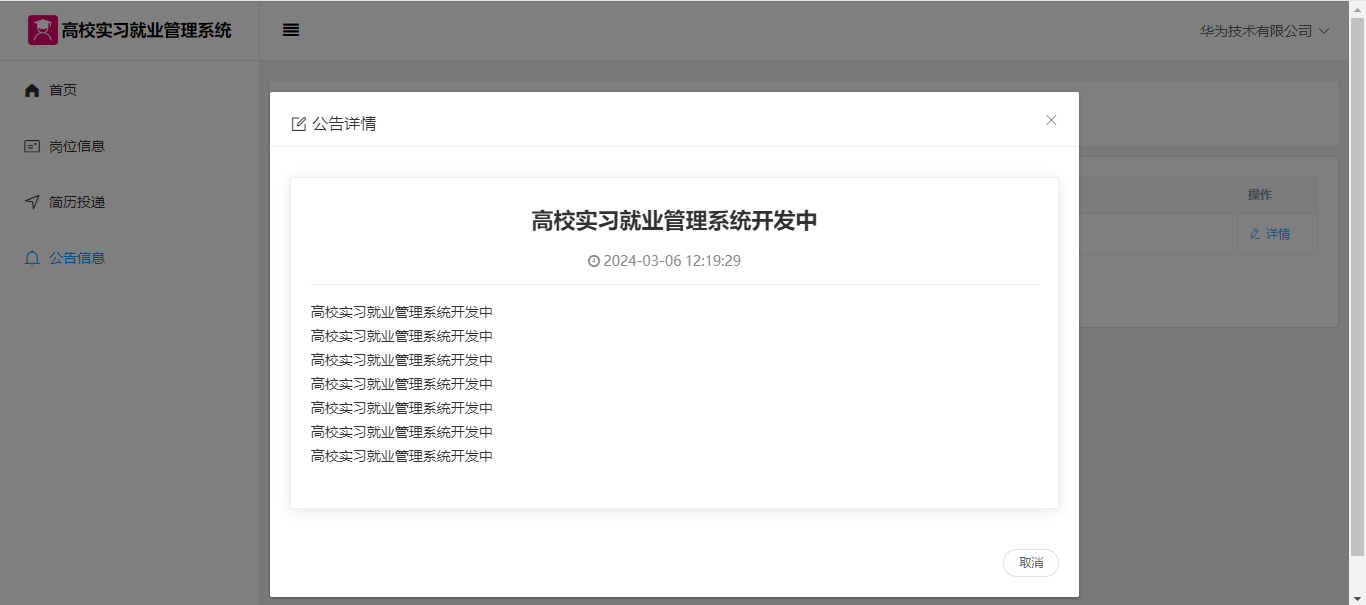 高校实习就业管理系统
华为技术有限公司
首页
岗位信息
简历投递
公告信息
公告详情
操作
详情
高校实习就业管理系统开发中
2024-03-06 12:19:29
高校实习就业管理系统开发中
高校实习就业管理系统开发中
高校实习就业管理系统开发中
高校实习就业管理系统开发中
高校实习就业管理系统开发中
高校实习就业管理系统开发中
高校实习就业管理系统开发中
取消